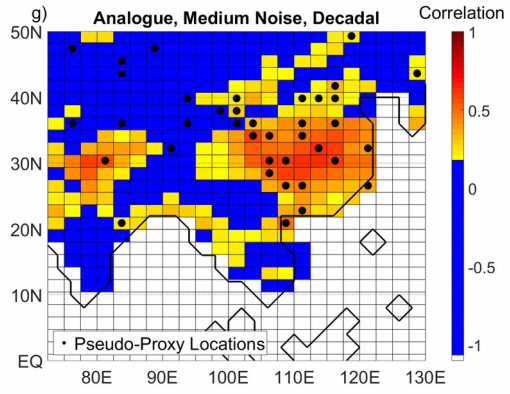 g)
Analogue, Medium Noise, Decadal
Correlation
50N
40N
30N
20N
10N
EQ
80E 90E 100E 110E 120E 130E
• Pseudo-Proxy Locations
1
0.5
0
-0.5
-1